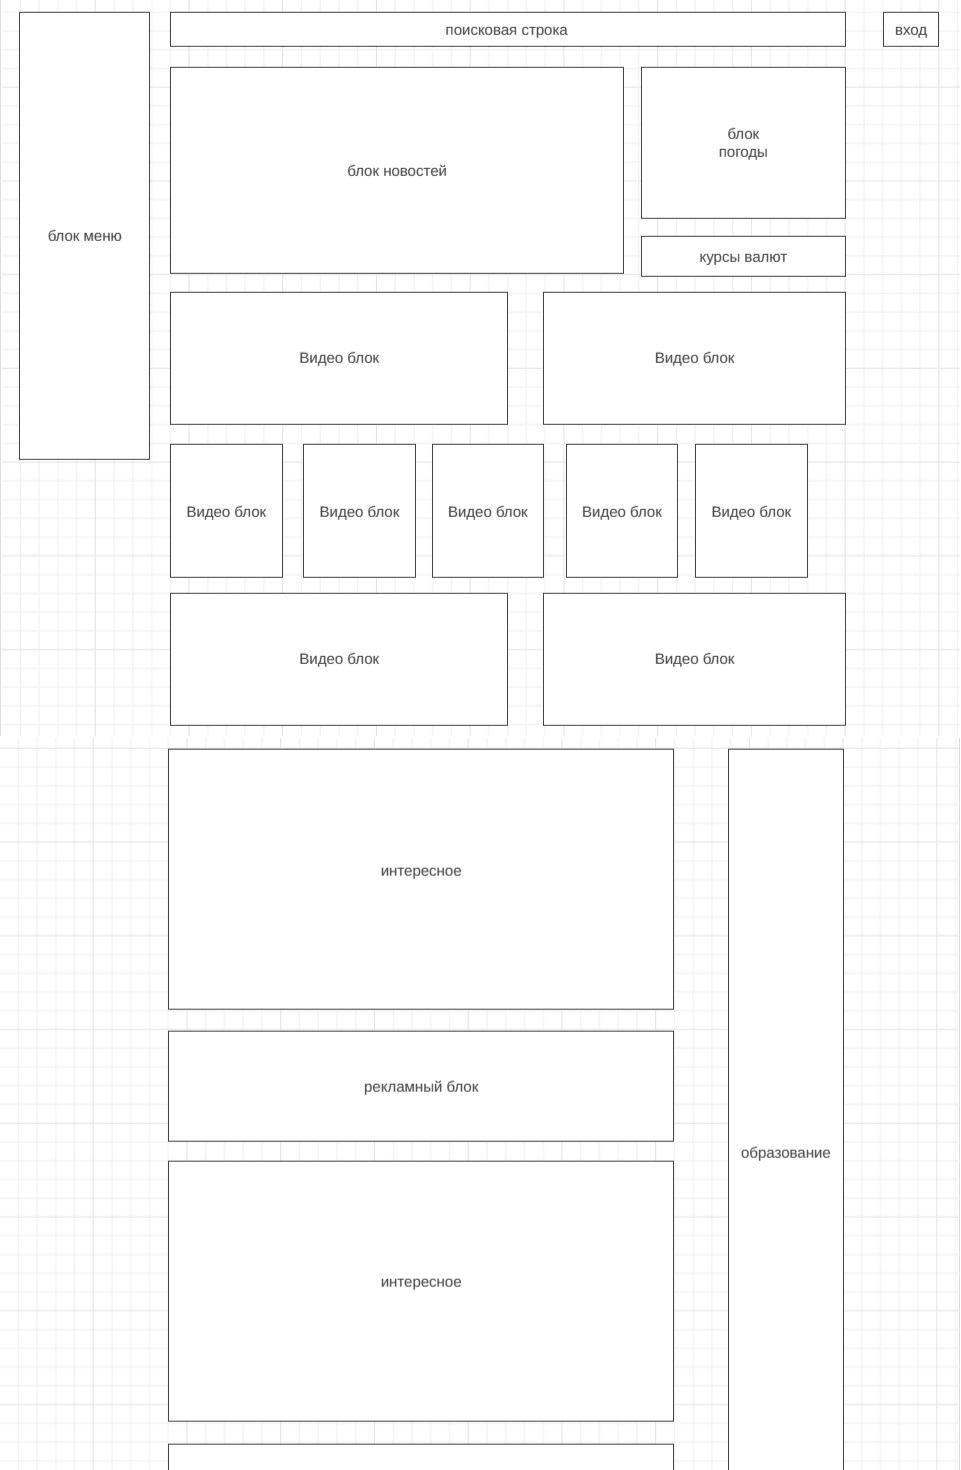 поисковая строка
вход
блок меню
блок новостей
блок
погоды
курсы валют
Видео блок
Видео блок
Видео блок
Видео блок
Видео блок
Видео блок
Видео блок
Видео блок
Видео блок
интересное
рекламный блок
образование
интересное